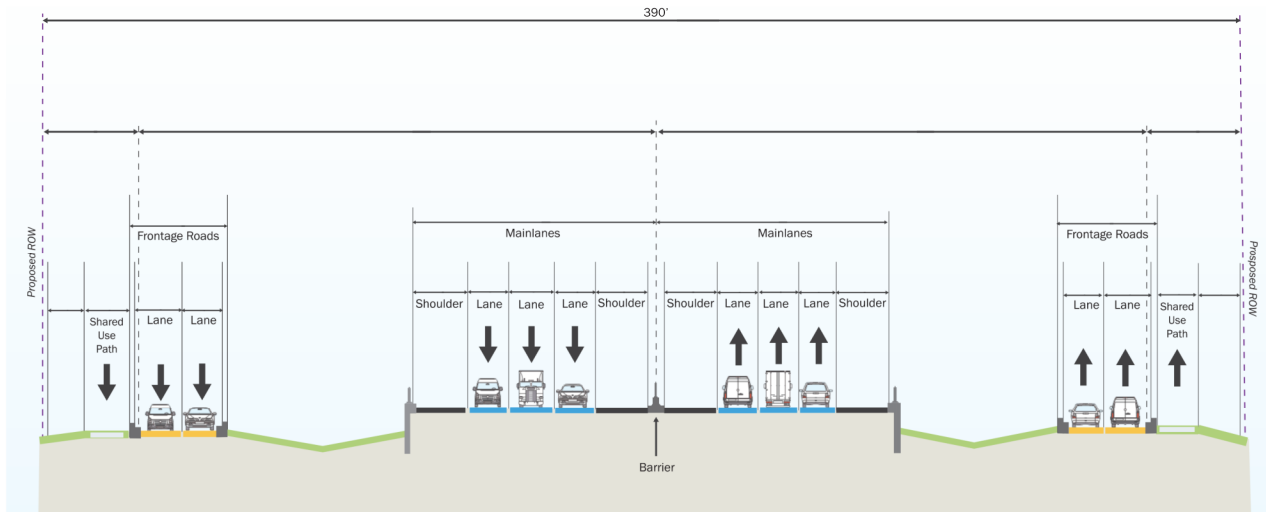 390'
Mainlanes
Mainlanes
Frontage Roads
Frontage Roads
Proposed ROW
Prosposed ROW
Shoulder
Lane
Lane
Lane
Shoulder
Shoulder
Lane
Lane
Lane
Shoulder
Shared
Use
Path
Lane
Lane
Lane
Lane
Shared
Use
Path
Barrier